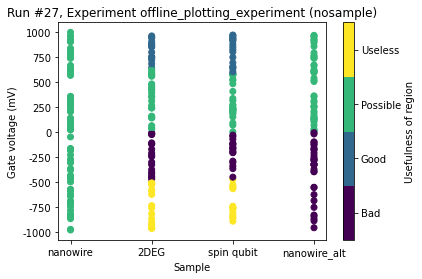 Run #27, Experiment offline_plotting_experiment (nosample)
1000
750
500
250
0
-250
-500
-750
-1000
Gate voltage (mV)
nanowire
2DEG
spin qubit
nanowire_alt
Sample
Useless
Possible
Good
Bad
Usefulness of region